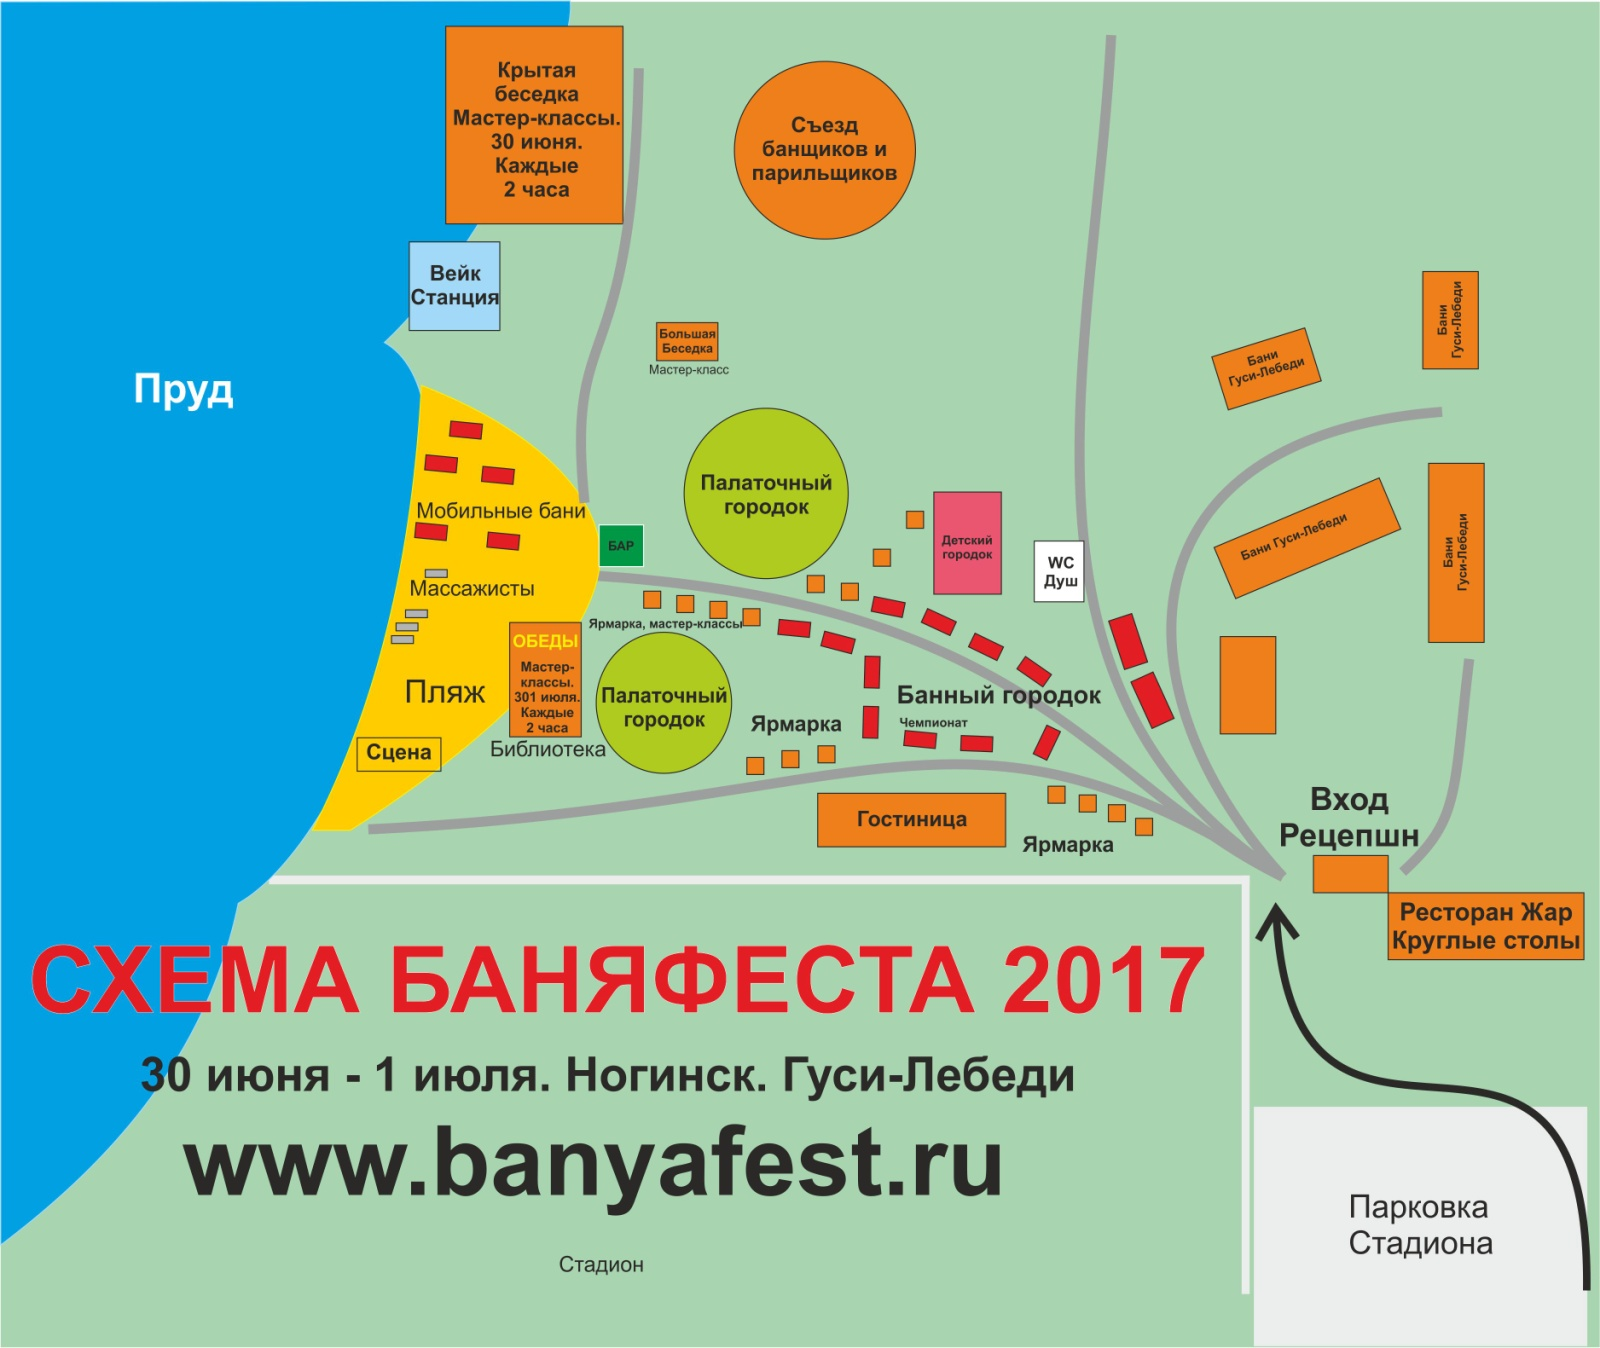 Крытая
беседка
Мастер-классы.
30 июня.
Каждые
2 часа
Съезд
банщиков и
парильщиков
Вейк
Станция
Большая
Беседка
Мастер-класс
Бани
Гуси-Лебеди
Бани
Гуси-Лебеди
Пруд
Палаточный
городок
Мобильные бани
БАР
Детский
городок
WC
Душ
Бани Гуси-Лебеди
Бани
Гуси-Лебеди
Массажисты
Ярмарка, мастер-классы
ОБЕДЫ
Мастер-
классы.
301 июля.
Каждые
2 часа
Библиотека
Пляж
Сцена
Палаточный
городок
Ярмарка
Банный городок
Чемпионат
Гостиница
Ярмарка
Вход
Рецепшн
Ресторан Жар
Круглые столы
СХЕМА БАНЯФЕСТА 2017
30 июня - 1 июля. Ногинск. Гуси-Лебеди
www.banyafest.ru
Стадион
Парковка
Стадиона